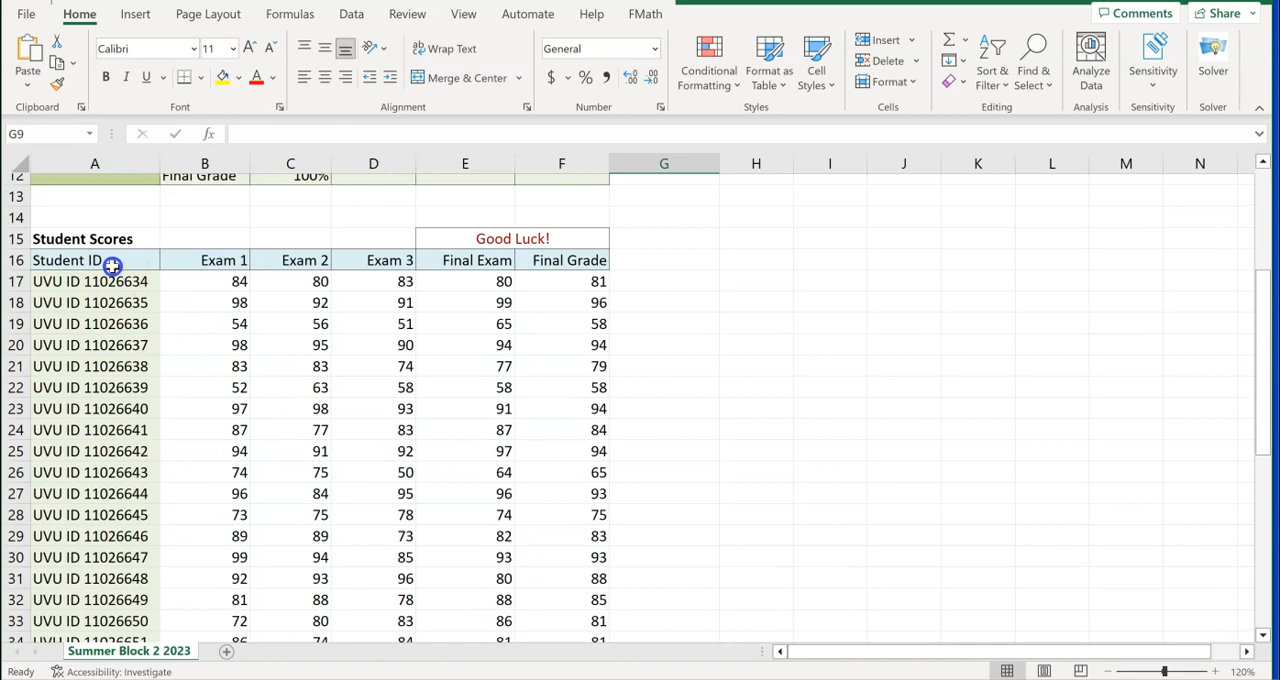 File Home Insert Page Layout Formulas Data Review View Automate Help FMath Comments Share
Calibri 11 A A Wrap Text General Insert
Paste B I U A Merge & Center $ % 9 Conditional Formatting Format as Table Cell Styles Delete Format Sort & Filter Find & Select Analyze Data Sensitivity Solver
Clipboard Font Alignment Number Styles Cells Editing Analysis Sensitivity Solver
G9 fx
A B C D E F G H I J K L M N
12 Final Grade 100%
13
14
15 Student Scores Good Luck!
16 Student ID Exam 1 Exam 2 Exam 3 Final Exam Final Grade
17 UVU ID 11026634 84 80 83 80 81
18 UVU ID 11026635 98 92 91 99 96
19 UVU ID 11026636 54 56 51 65 58
20 UVU ID 11026637 98 95 90 94 94
21 UVU ID 11026638 83 83 74 77 79
22 UVU ID 11026639 52 63 58 58 58
23 UVU ID 11026640 97 98 93 91 94
24 UVU ID 11026641 87 77 83 87 84
25 UVU ID 11026642 94 91 92 97 94
26 UVU ID 11026643 74 75 50 64 65
27 UVU ID 11026644 96 84 95 96 93
28 UVU ID 11026645 73 75 78 74 75
29 UVU ID 11026646 89 89 73 82 83
30 UVU ID 11026647 99 94 85 93 93
31 UVU ID 11026648 92 93 96 80 88
32 UVU ID 11026649 81 88 78 88 85
33 UVU ID 11026650 72 80 83 86 81
34 UVU ID 11026651 86 74 84 81 81
Summer Block 2 2023
Ready Accessibility: Investigate 120%